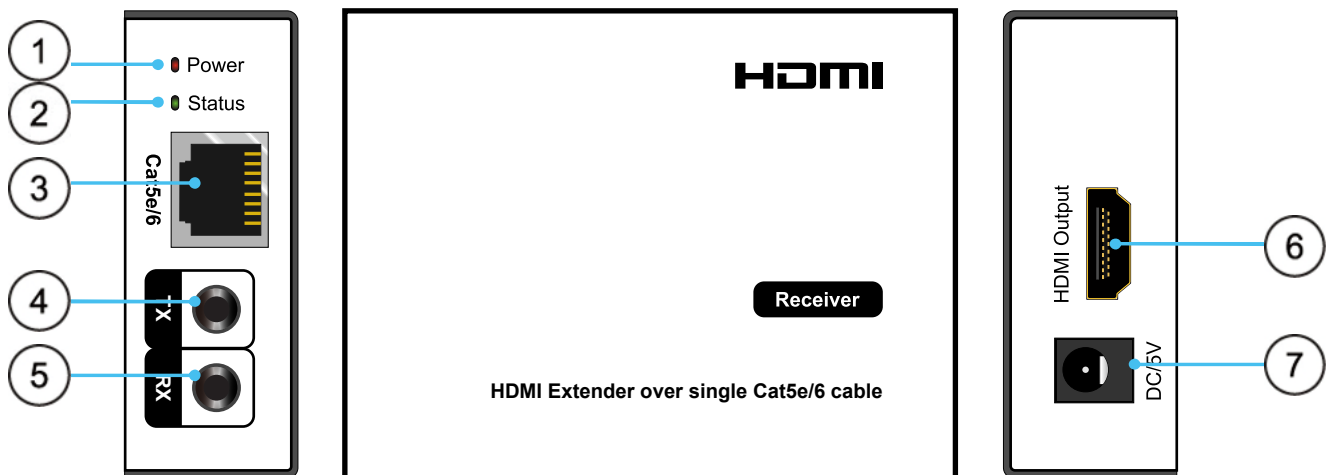 1
Power
2
Status
3
Cat5e/6
4
TX
5
RX
HDMI
Receiver
HDMI Extender over single Cat5e/6 cable
HDMI Output
6
DC/5V
7